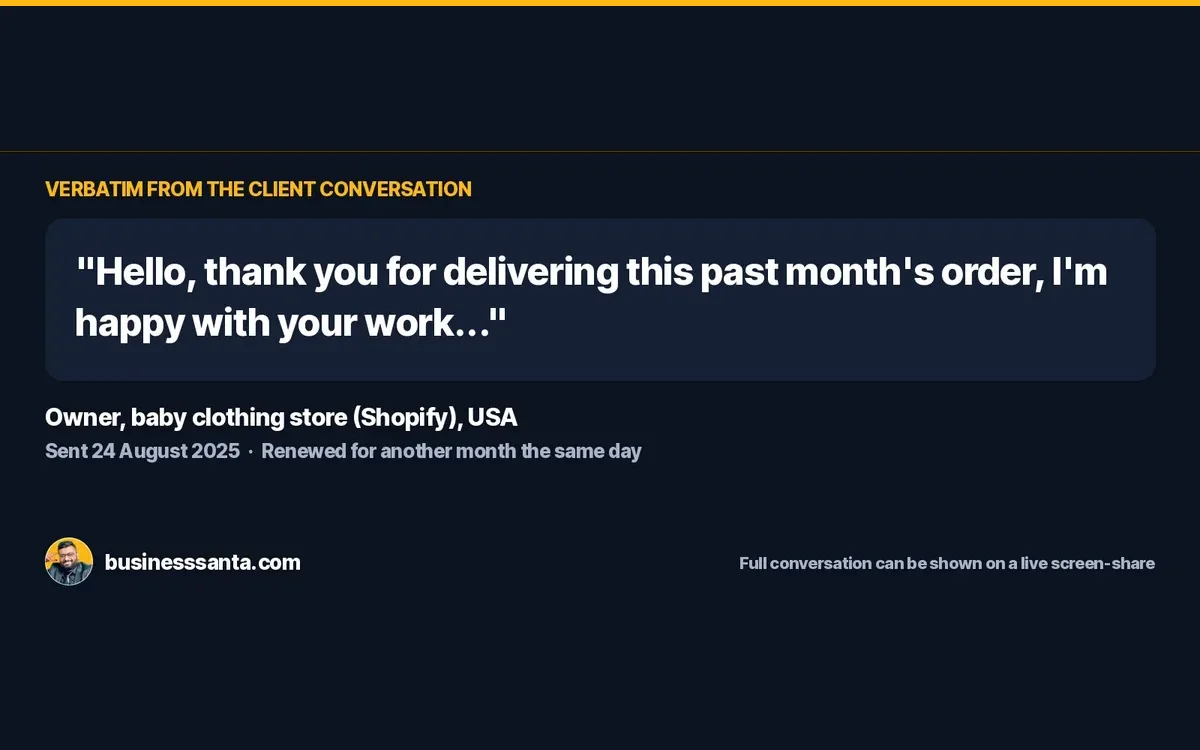 VERBATIM FROM THE CLIENT CONVERSATION
"Hello, thank you for delivering this past month's order, I'm
happy with your work..."
Owner, baby clothing store (Shopify), USA
Sent 24 August 2025 · Renewed for another month the same day
businesssanta.com
Full conversation can be shown on a live screen-share